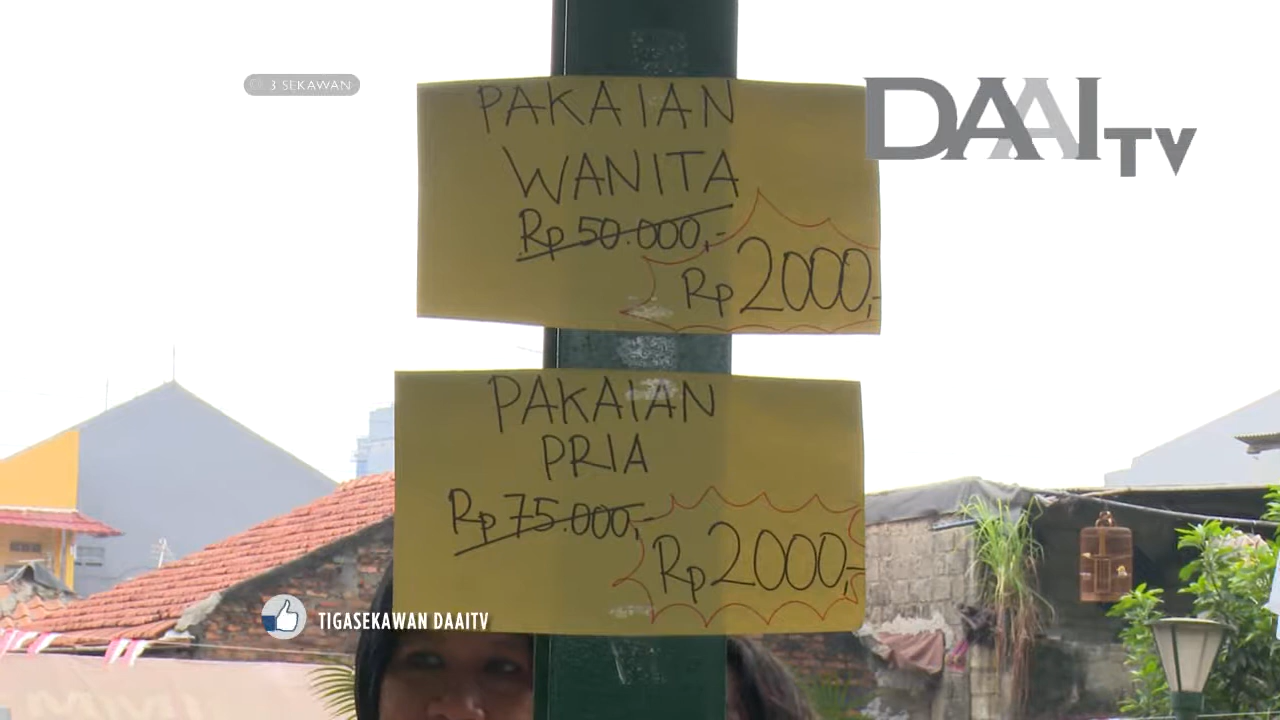 3 SEKAWAN
DAAI TV
PAKAIAN
WANITA
Rp 50.000,-
Rp 2000,-
PAKAIAN
PRIA
Rp 75.000,-
Rp 2000,-
TIGASEKAWAN DAAITV